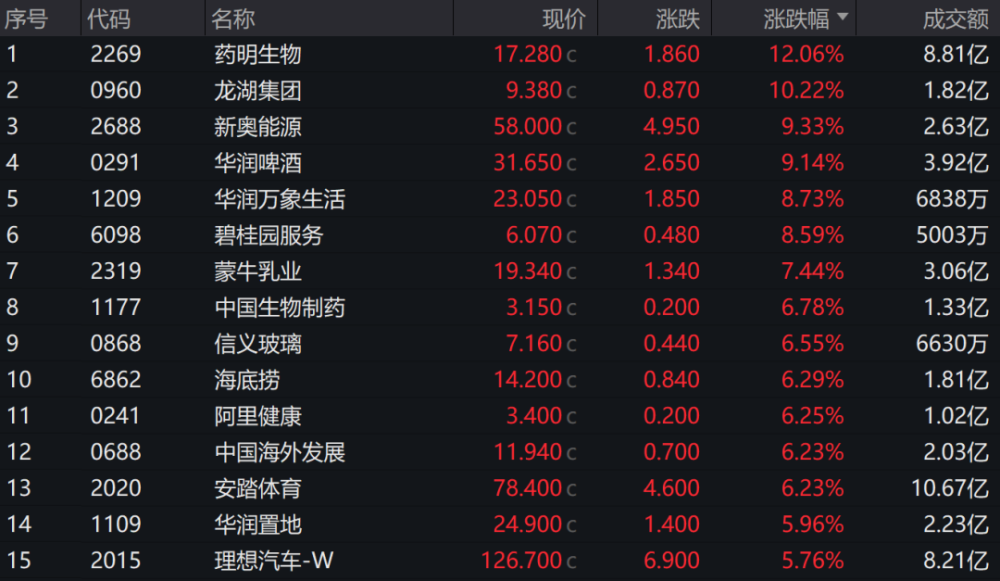 序号 代码 名称 现价 涨跌 涨跌幅 成交额
1 2269 药明生物 17.280 c 1.860 12.06% 8.81亿
2 0960 龙湖集团 9.380 c 0.870 10.22% 1.82亿
3 2688 新奥能源 58.000 c 4.950 9.33% 2.63亿
4 0291 华润啤酒 31.650 c 2.650 9.14% 3.92亿
5 1209 华润万象生活 23.050 c 1.850 8.73% 6838万
6 6098 碧桂园服务 6.070 c 0.480 8.59% 5003万
7 2319 蒙牛乳业 19.340 c 1.340 7.44% 3.06亿
8 1177 中国生物制药 3.150 c 0.200 6.78% 1.33亿
9 0868 信义玻璃 7.160 c 0.440 6.55% 6630万
10 6862 海底捞 14.200 c 0.840 6.29% 1.81亿
11 0241 阿里健康 3.400 c 0.200 6.25% 1.02亿
12 0688 中国海外发展 11.940 c 0.700 6.23% 2.03亿
13 2020 安踏体育 78.400 c 4.600 6.23% 10.67亿
14 1109 华润置地 24.900 c 1.400 5.96% 2.23亿
15 2015 理想汽车-W 126.700 c 6.900 5.76% 8.21亿